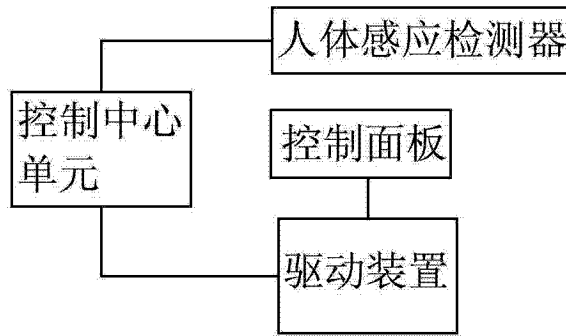 人体感应检测器
控制中心
单元
控制面板
驱动装置